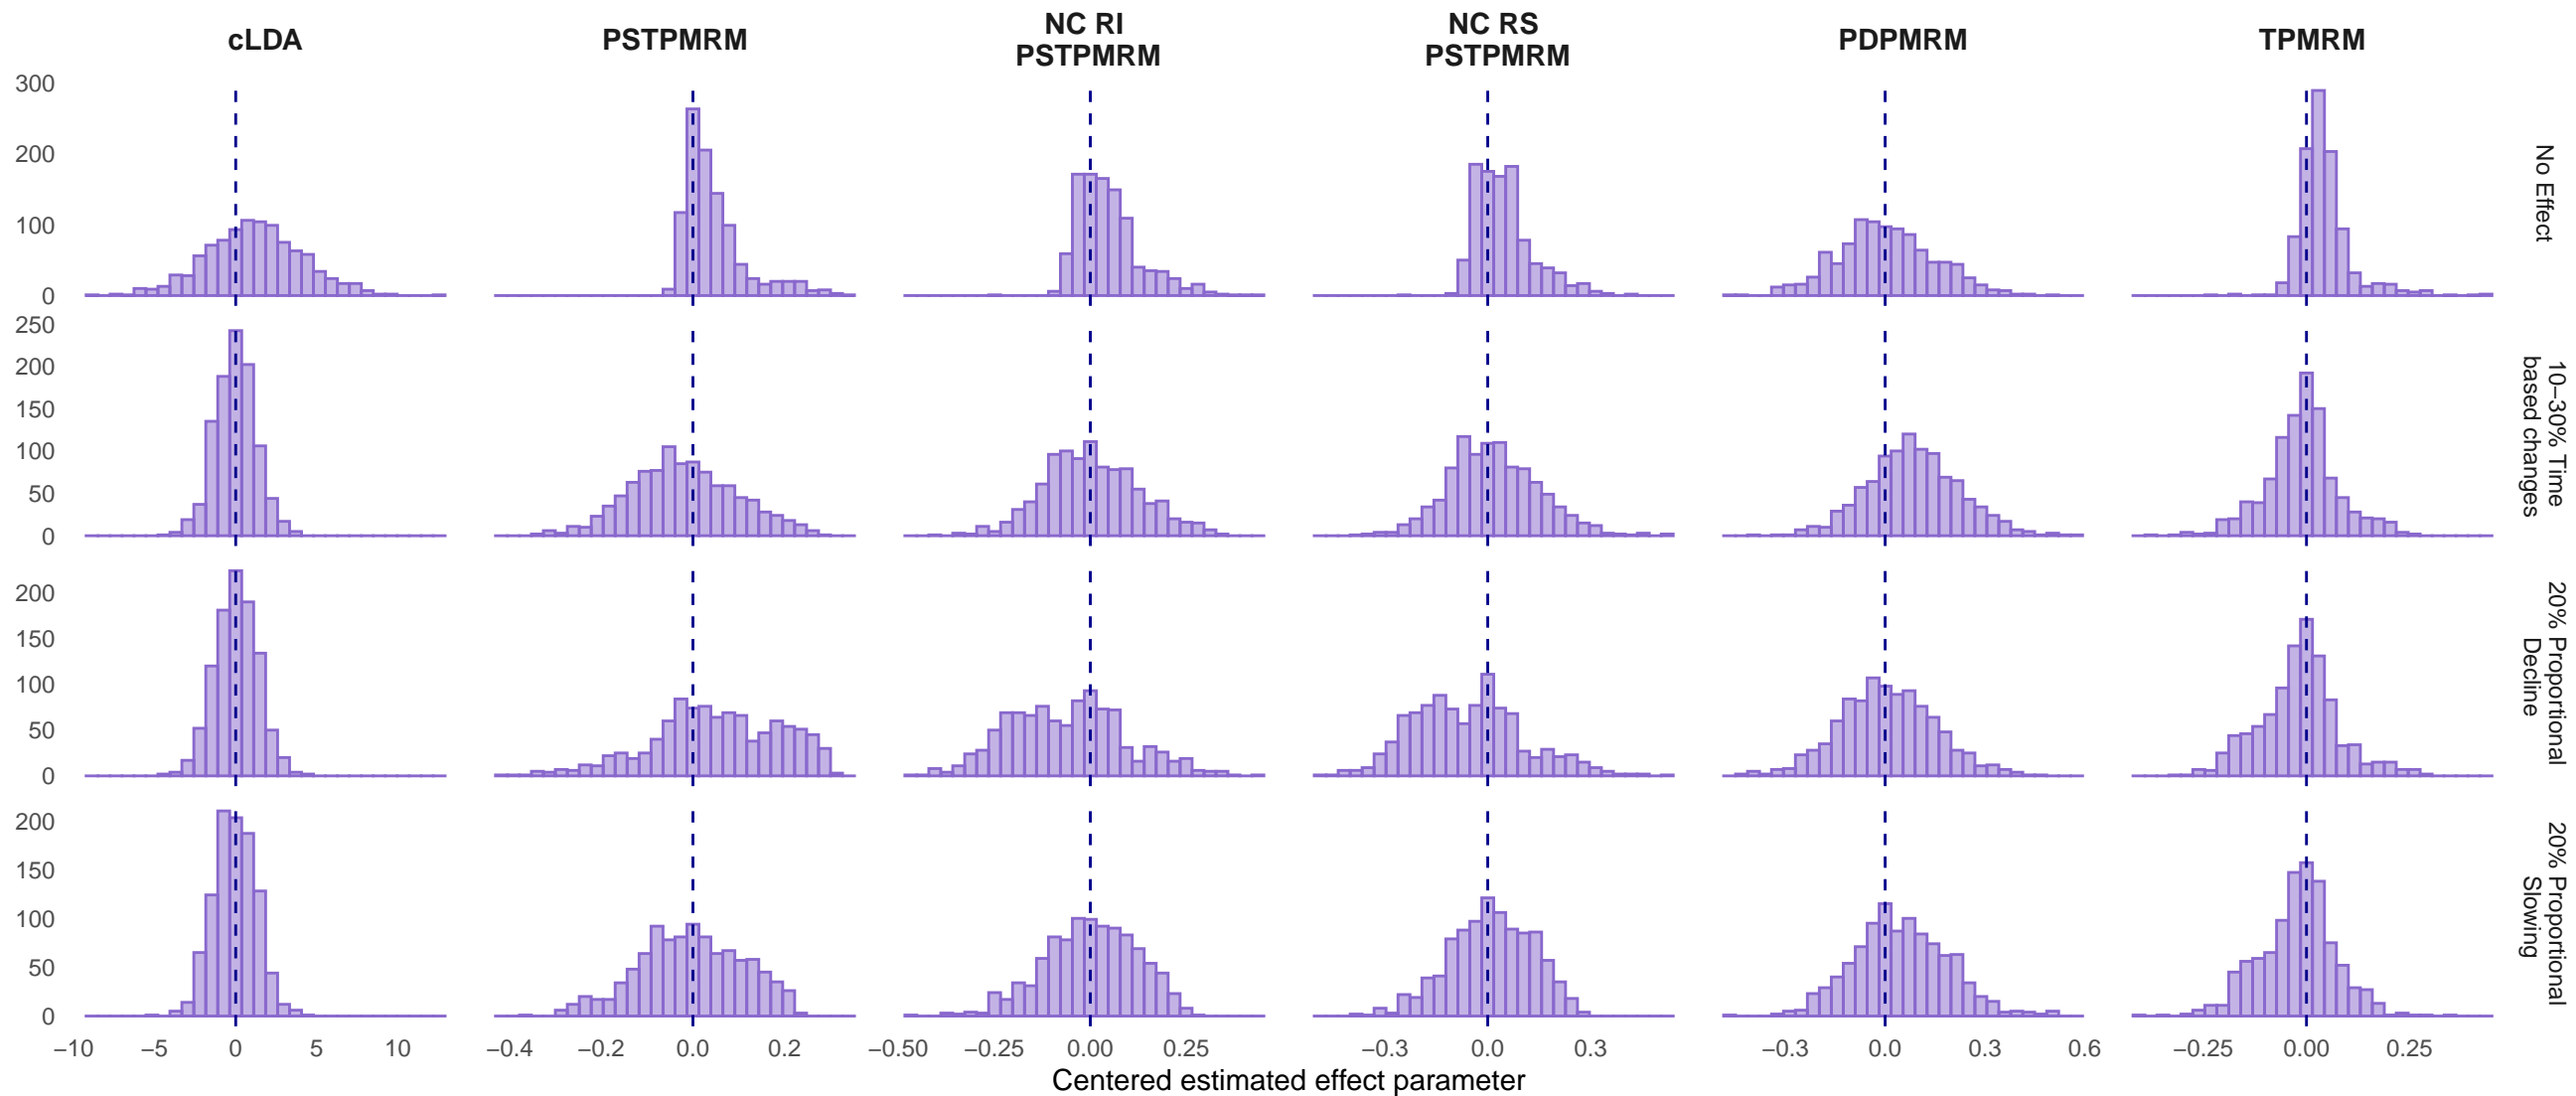 cLDA
PSTPMRM
NC RI
PSTPMRM
NC RS
PSTPMRM
PDPMRM
TPMRM
300
200
100
0
No Effect
250
200
150
100
50
0
10−30% Time
based changes
200
150
100
50
0
20% Proportional
Decline
200
150
100
50
0
20% Proportional
Slowing
−10 −5 0 5 10
−0.4 −0.2 0.0 0.2
−0.50 −0.25 0.00 0.25
−0.3 0.0 0.3
−0.3 0.0 0.3 0.6
−0.25 0.00 0.25
Centered estimated effect parameter